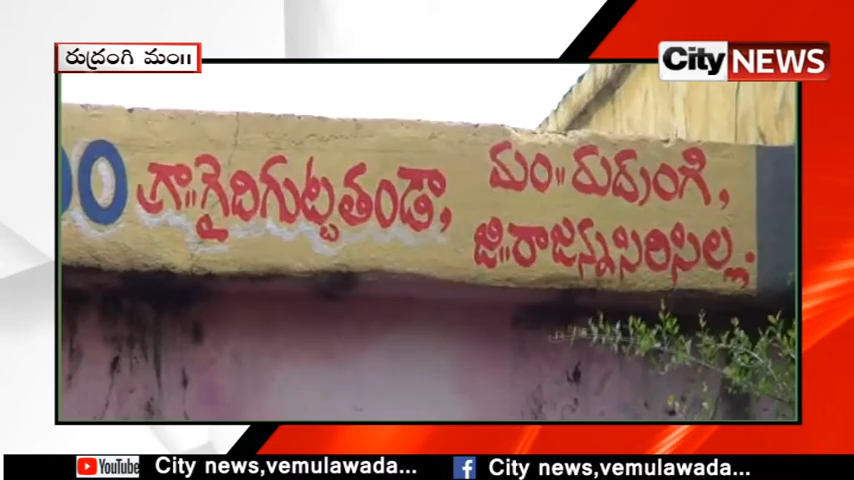 రుద్రంగి మం॥
City NEWS
గ్రా॥గైదిగుట్టతండా,
మం॥రుద్రంగి,
జి॥రాజన్నసిరిసిల్ల.
YouTube City news,vemulawada...
City news,vemulawada...